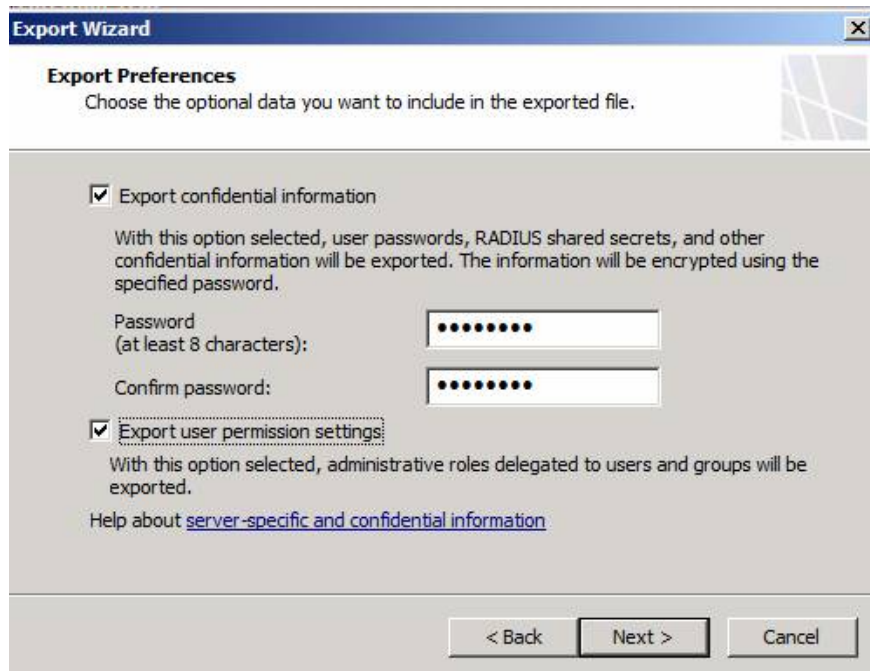 Export Wizard
Export Preferences
Choose the optional data you want to include in the exported file.
Export confidential information
With this option selected, user passwords, RADIUS shared secrets, and other
confidential information will be exported. The information will be encrypted using the
specified password.
Password
(at least 8 characters):
••••••••
Confirm password:
••••••••
Export user permission settings
With this option selected, administrative roles delegated to users and groups will be
exported.
Help about server-specific and confidential information
< Back
Next >
Cancel